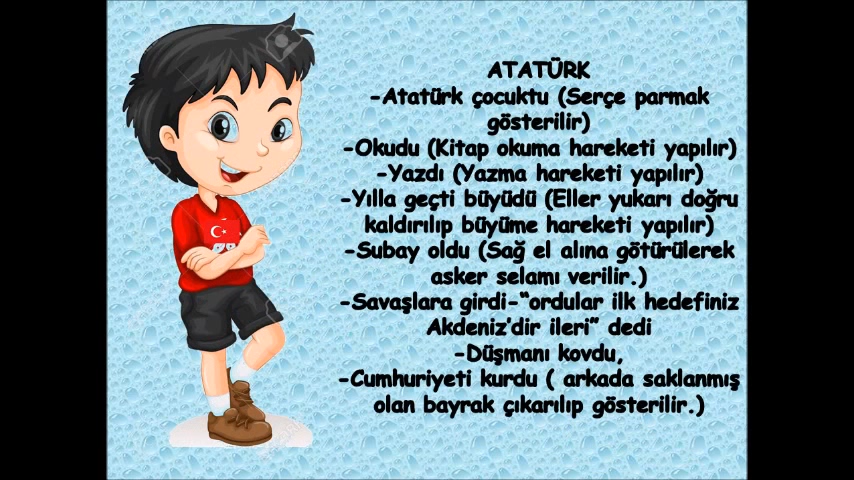 ATATÜRK
-Atatürk çocuktu (Serçe parmak
gösterilir)
-Okudu (Kitap okuma hareketi yapılır)
-Yazdı (Yazma hareketi yapılır)
-Yılla geçti büyüdü (Eller yukarı doğru
kaldırılıp büyüme hareketi yapılır)
-Subay oldu (Sağ el alına götürülerek
asker selamı verilir.)
-Savaşlara girdi-“ordular ilk hedefiniz
Akdeniz’dir ileri” dedi
-Düşmanı kovdu,
-Cumhuriyeti kurdu ( arkada saklanmış
olan bayrak çıkarılıp gösterilir.)